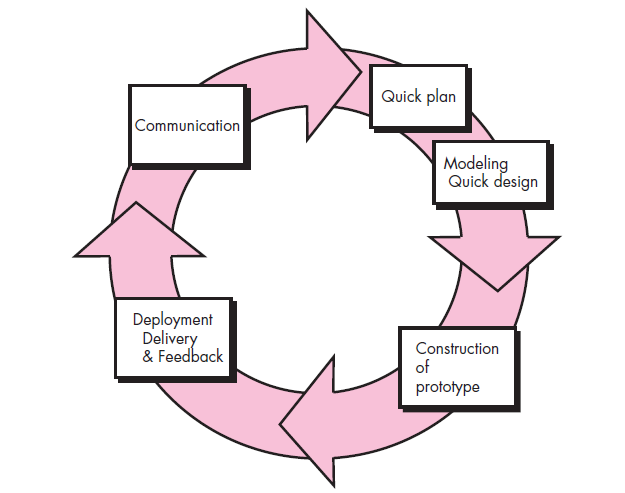 Communication
Quick plan
Modeling
Quick design
Construction
of
prototype
Deployment
Delivery
& Feedback